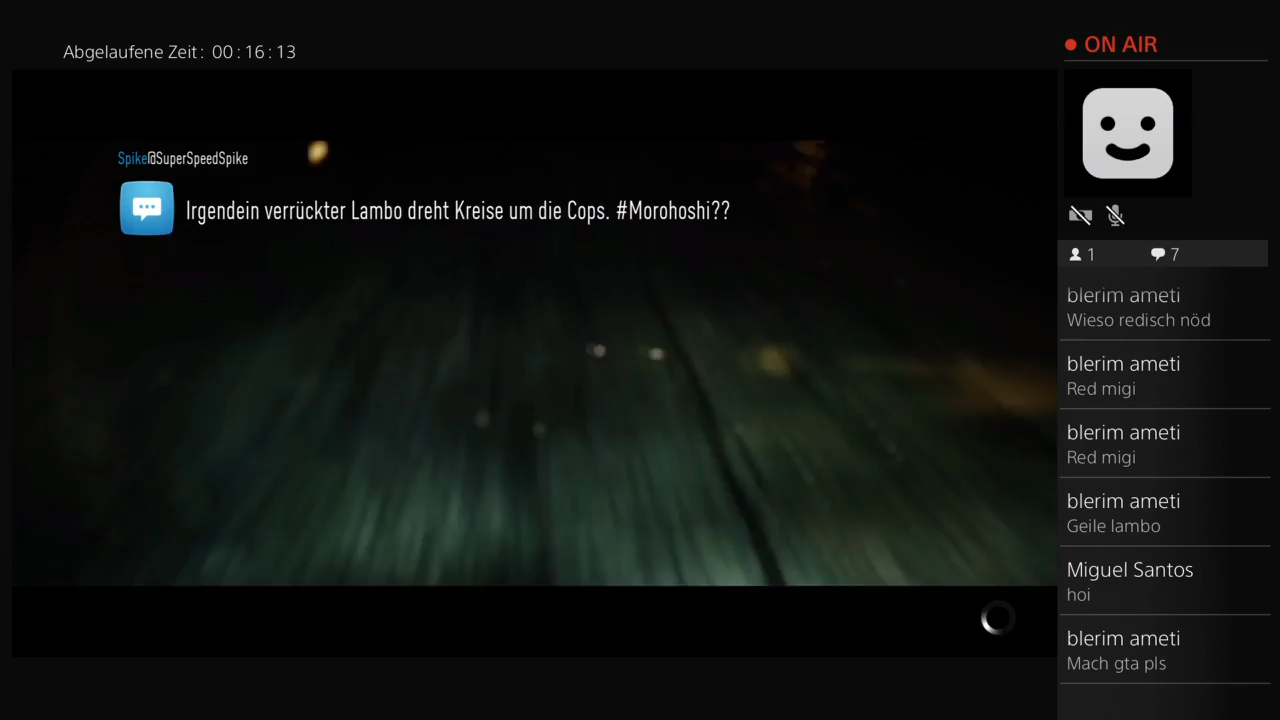 Abgelaufene Zeit: 00:16:13
ON AIR
Spike@SuperSpeedSpike
Irgendein verrückter Lambo dreht Kreise um die Cops. #Morohoshi??
1 7
blerim ameti
Wieso redisch nöd
blerim ameti
Red migi
blerim ameti
Red migi
blerim ameti
Geile lambo
Miguel Santos
hoi
blerim ameti
Mach gta pls